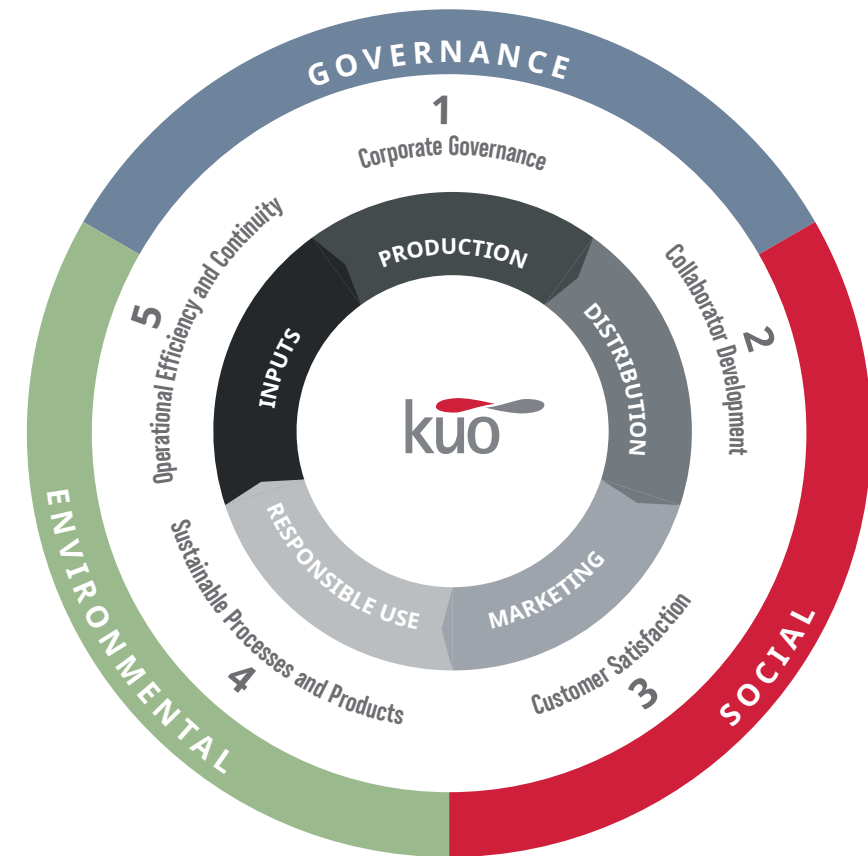 GOVERNANCE
1
Corporate Governance
2
Collaborator Development
SOCIAL
3
Customer Satisfaction
4
Sustainable Processes and Products
ENVIRONMENTAL
5
Operational Efficiency and Continuity
PRODUCTION
DISTRIBUTION
MARKETING
RESPONSIBLE USE
INPUTS
kuo